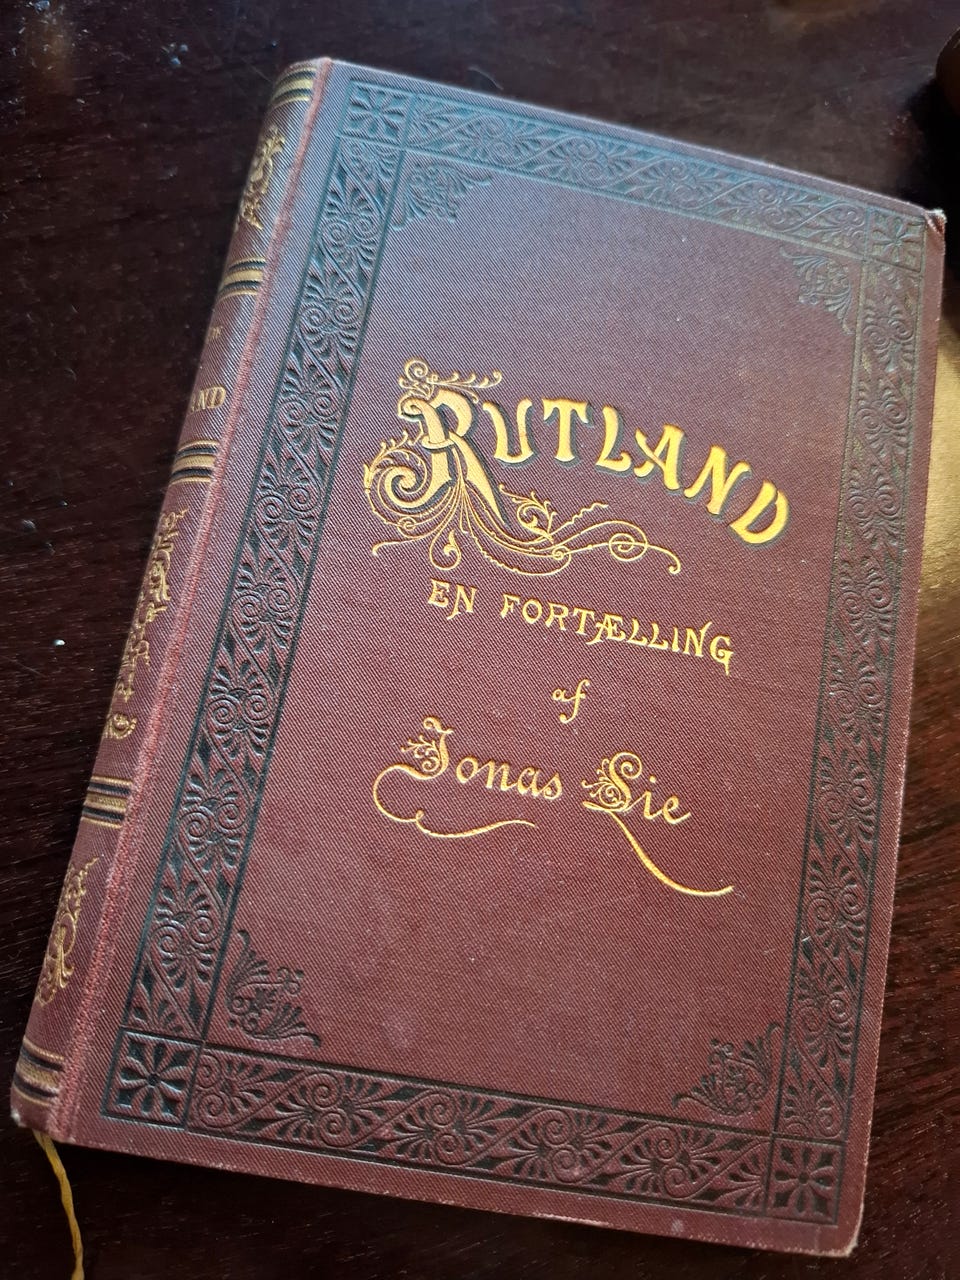 RUTLAND
EN FORTÆLLING
af
Jonas Lie